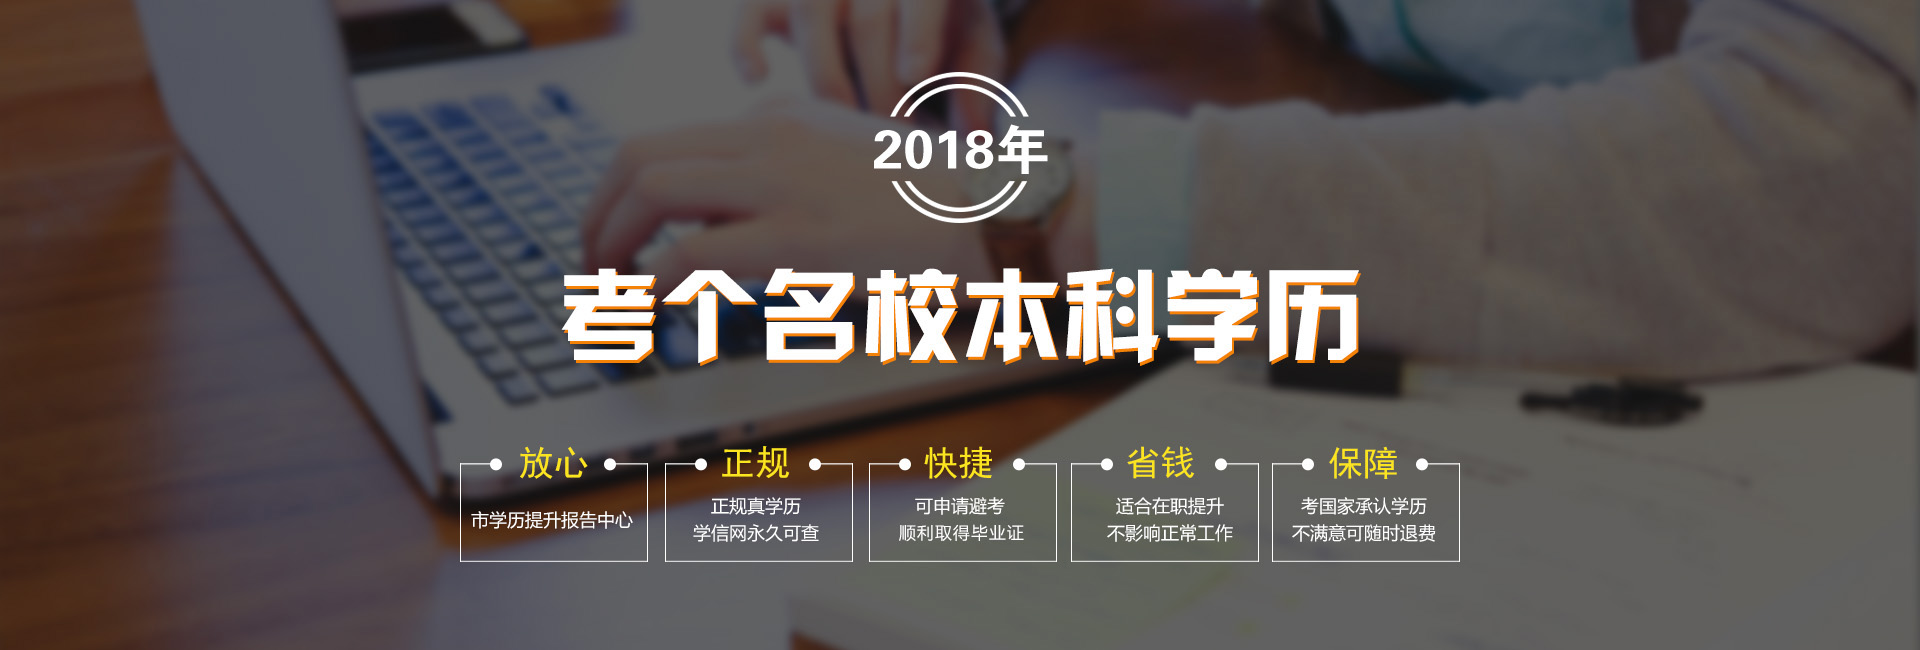 2018年
考个名校本科学历
放心
市学历提升报告中心
正规
正规真学历
学信网永久可查
快捷
可申请避考
顺利取得毕业证
省钱
适合在职提升
不影响正常工作
保障
考国家承认学历
不满意可随时退费